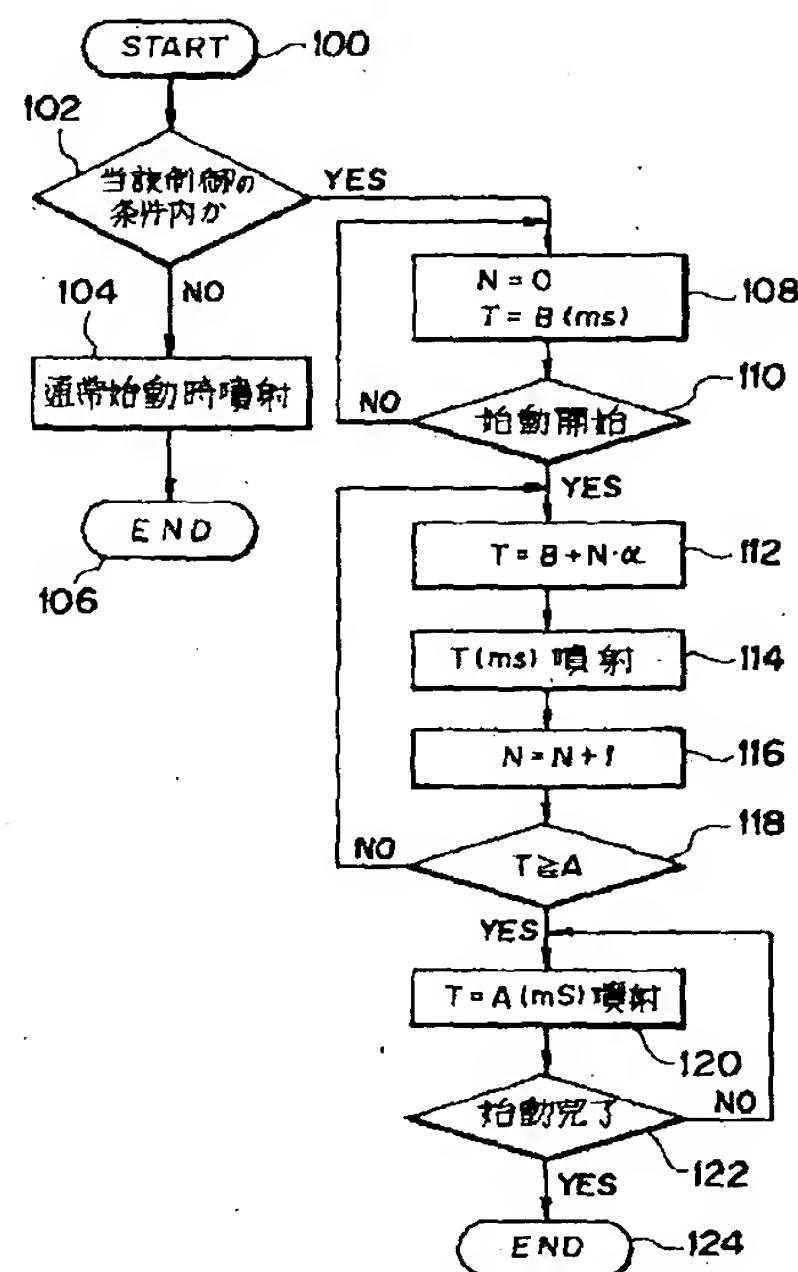 START
100
102
当該制御の
条件内か
YES
NO
104
通常始動時噴射
END
106
N=0
T=B(ms)
108
110
始動開始
NO
YES
T=B+N·α
112
T(ms)噴射
114
N=N+1
116
118
T≧A
NO
YES
T=A(mS)噴射
120
始動完了
NO
122
YES
END
124